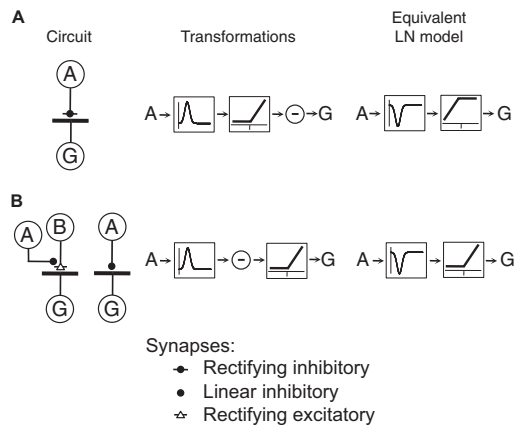 A
Circuit
Transformations
Equivalent
LN model
A
G
A → → → − → G
A → → → G
B
A B
G
A
G
A → → − → → G
A → → → G
Synapses:
Rectifying inhibitory
Linear inhibitory
Rectifying excitatory